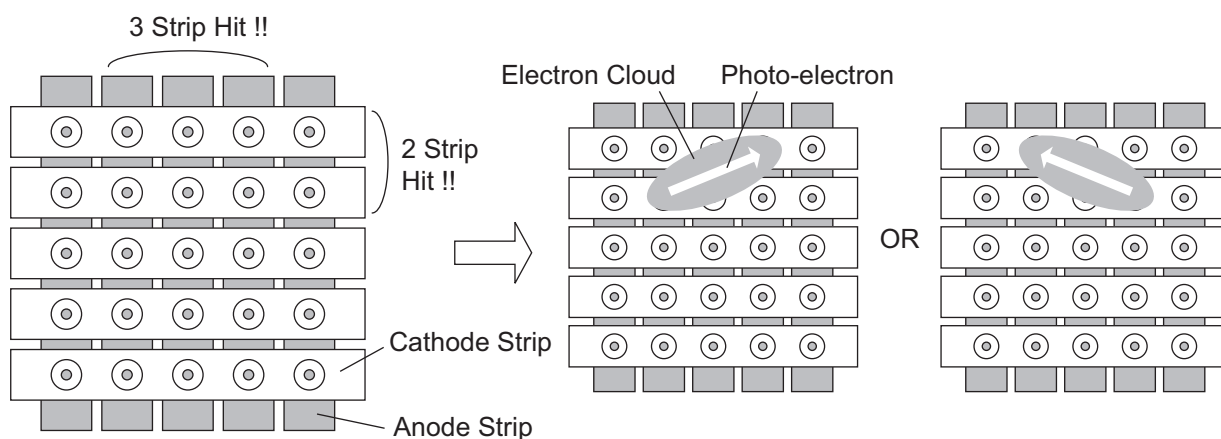 3 Strip Hit !!
2 Strip
Hit !!
Cathode Strip
Anode Strip
Electron Cloud
Photo-electron
OR